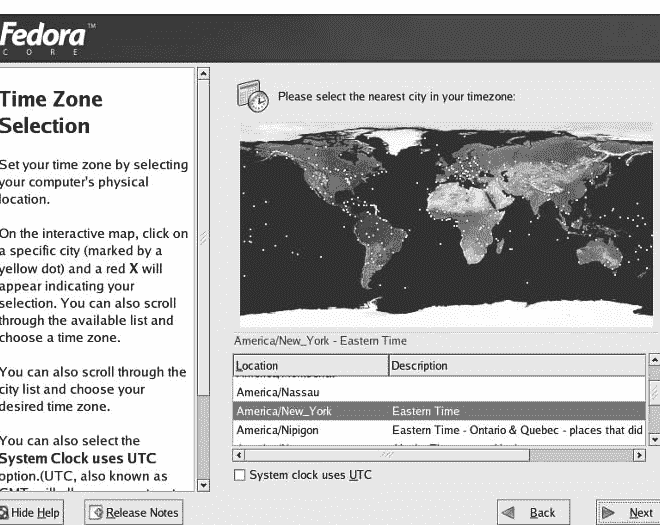 Fedora™
CORE
Time Zone
Selection
Set your time zone by selecting
your computer's physical
location.
On the interactive map, click on
a specific city (marked by a
yellow dot) and a red X will
appear indicating your
selection. You can also scroll
through the available list and
choose a time zone.
You can also scroll through the
city list and choose your
desired time zone.
You can also select the
System Clock uses UTC
option.(UTC, also known as
Please select the nearest city in your timezone:
America/New_York - Eastern Time
Location Description
America/Nassau
America/New_York Eastern Time
America/Nipigon Eastern Time - Ontario & Quebec - places that did
System clock uses UTC
Hide Help Release Notes Back Next